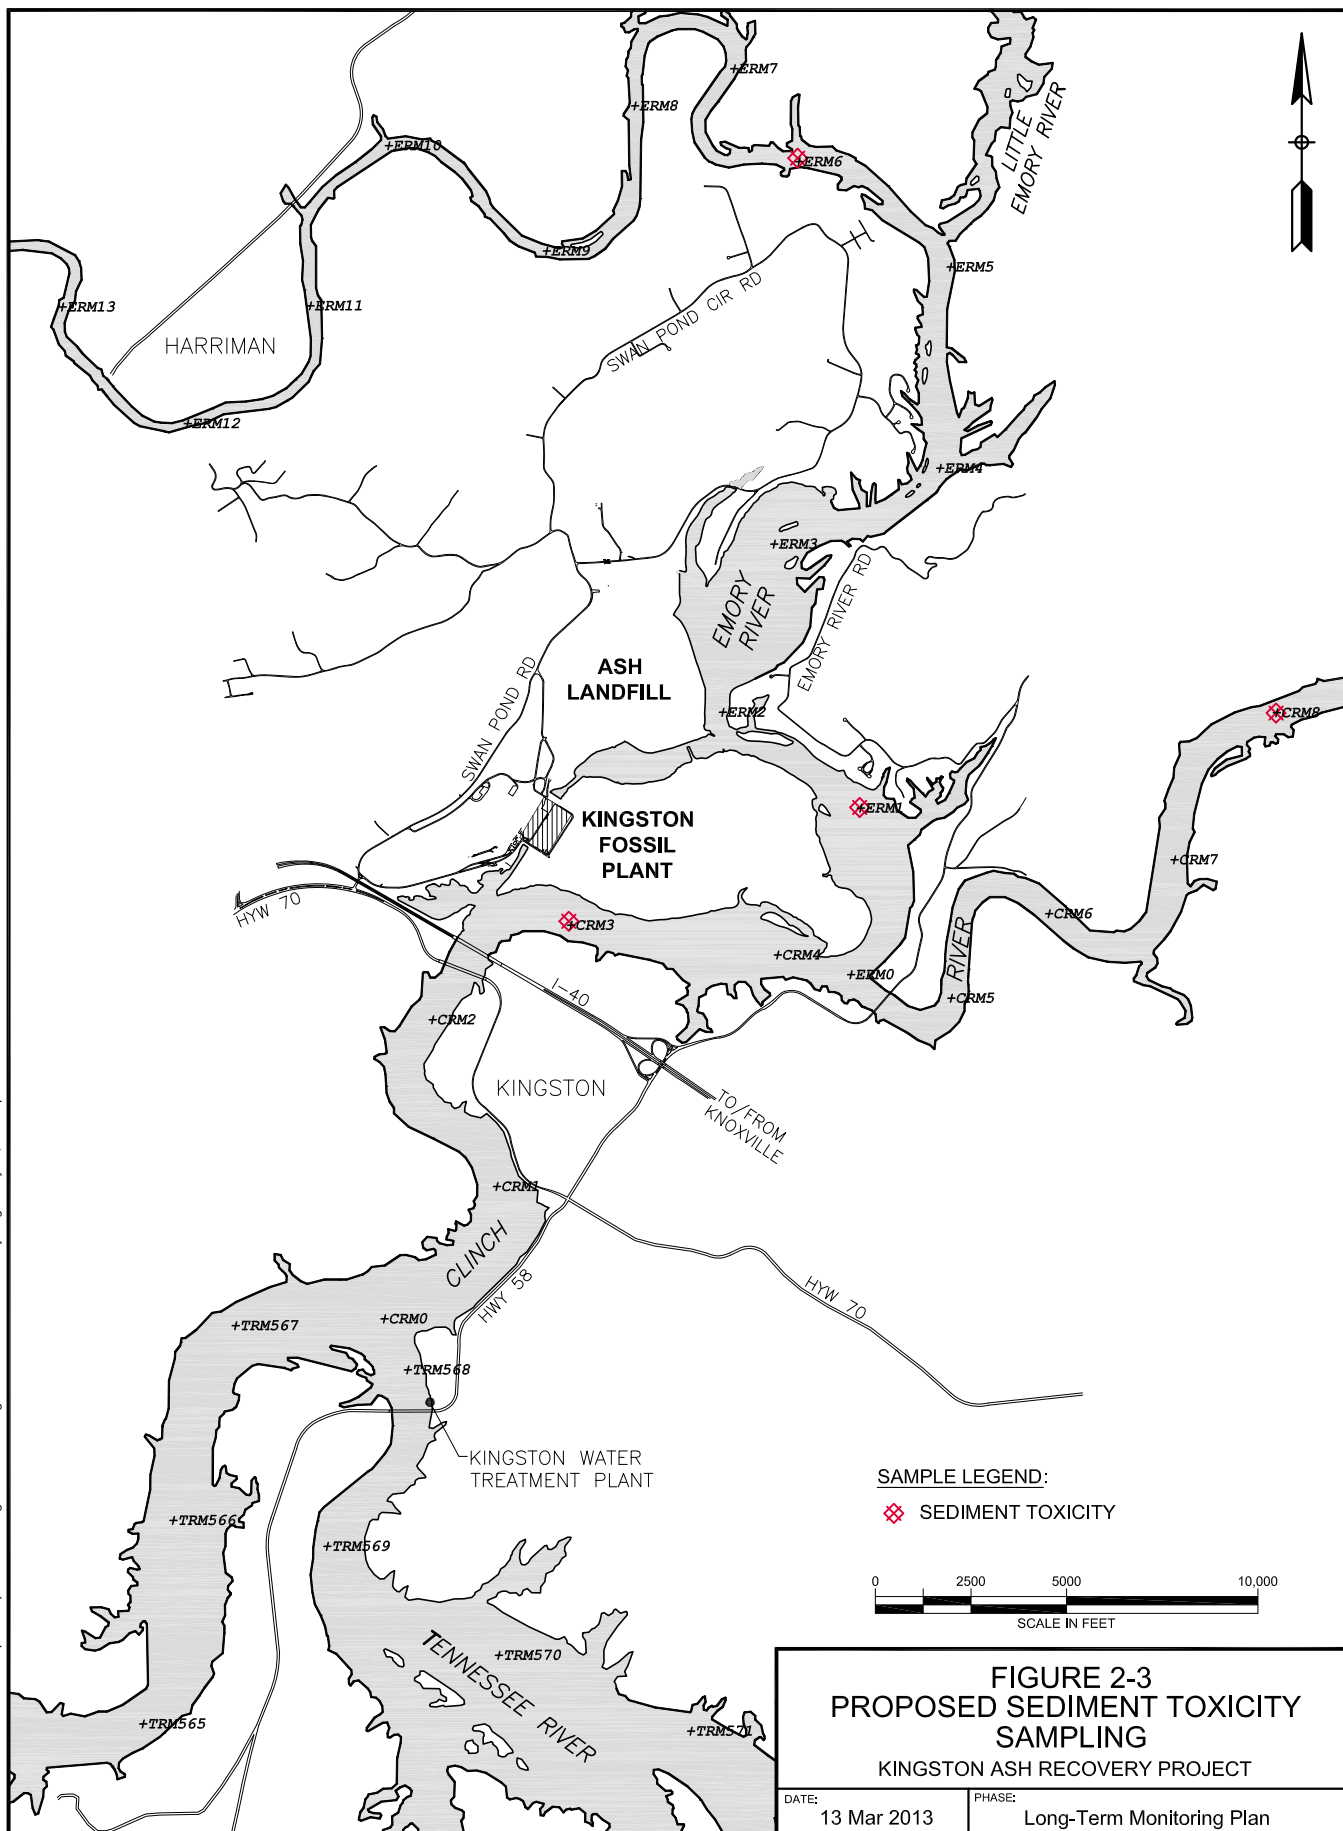 +ERM7
+ERM8
LITTLE
EMORY RIVER
+ERM10
+ERM6
+ERM9
+ERM5
+ERM13
+ERM11
SWAN POND CIR RD
HARRIMAN
+ERM12
+ERM4
+ERM3
EMORY
RIVER
EMORY RIVER RD
ASH
LANDFILL
SWAN POND RD
+ERM2
+CRM8
+ERM1
KINGSTON
FOSSIL
PLANT
+CRM7
HYW 70
+CRM6
+CRM3
RIVER
+CRM4
+ERM0
I-40
+CRM5
+CRM2
KINGSTON
TO/FROM
KNOXVILLE
+CRM1
CLINCH
HWY 58
HYW 70
+TRM567
+CRM0
+TRM568
KINGSTON WATER
TREATMENT PLANT
SAMPLE LEGEND:
SEDIMENT TOXICITY
+TRM566
+TRM569
0 2500 5000 10,000
SCALE IN FEET
TENNESSEE RIVER
+TRM570
+TRM565
+TRM571
FIGURE 2-3
PROPOSED SEDIMENT TOXICITY
SAMPLING
KINGSTON ASH RECOVERY PROJECT
DATE:
13 Mar 2013
PHASE:
Long-Term Monitoring Plan